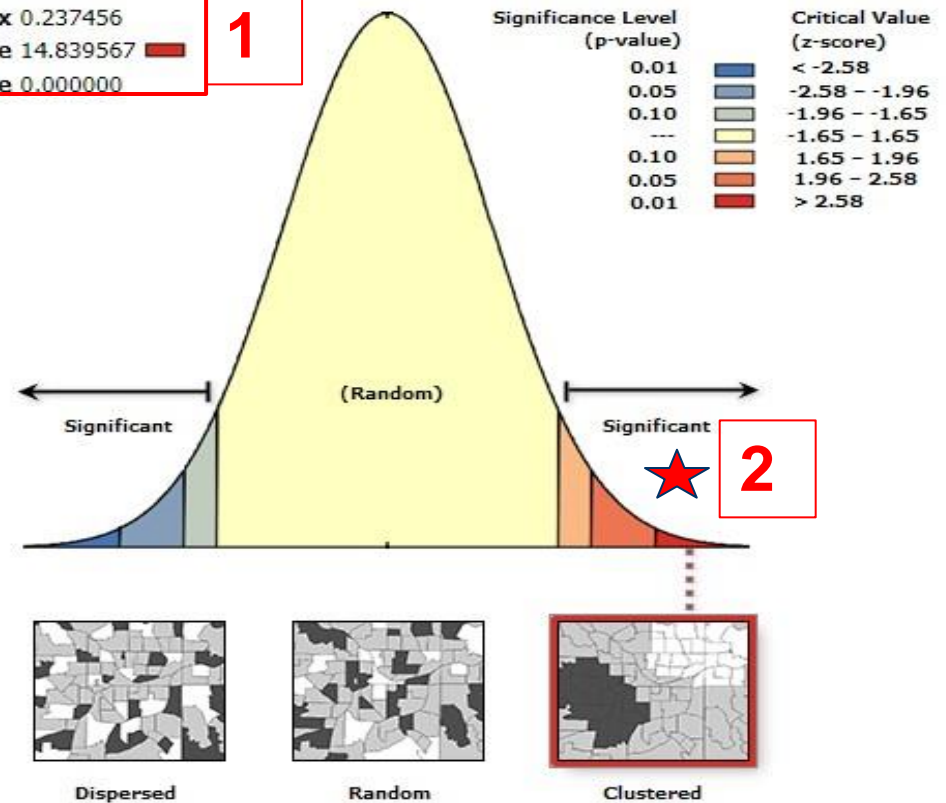 x 0.237456
e 14.839567
e 0.000000
1
Significance Level
(p-value)
Critical Value
(z-score)
0.01 < -2.58
0.05 -2.58 – -1.96
0.10 -1.96 – -1.65
--- -1.65 – 1.65
0.10 1.65 – 1.96
0.05 1.96 – 2.58
0.01 > 2.58
(Random)
Significant
Significant
2
Dispersed
Random
Clustered